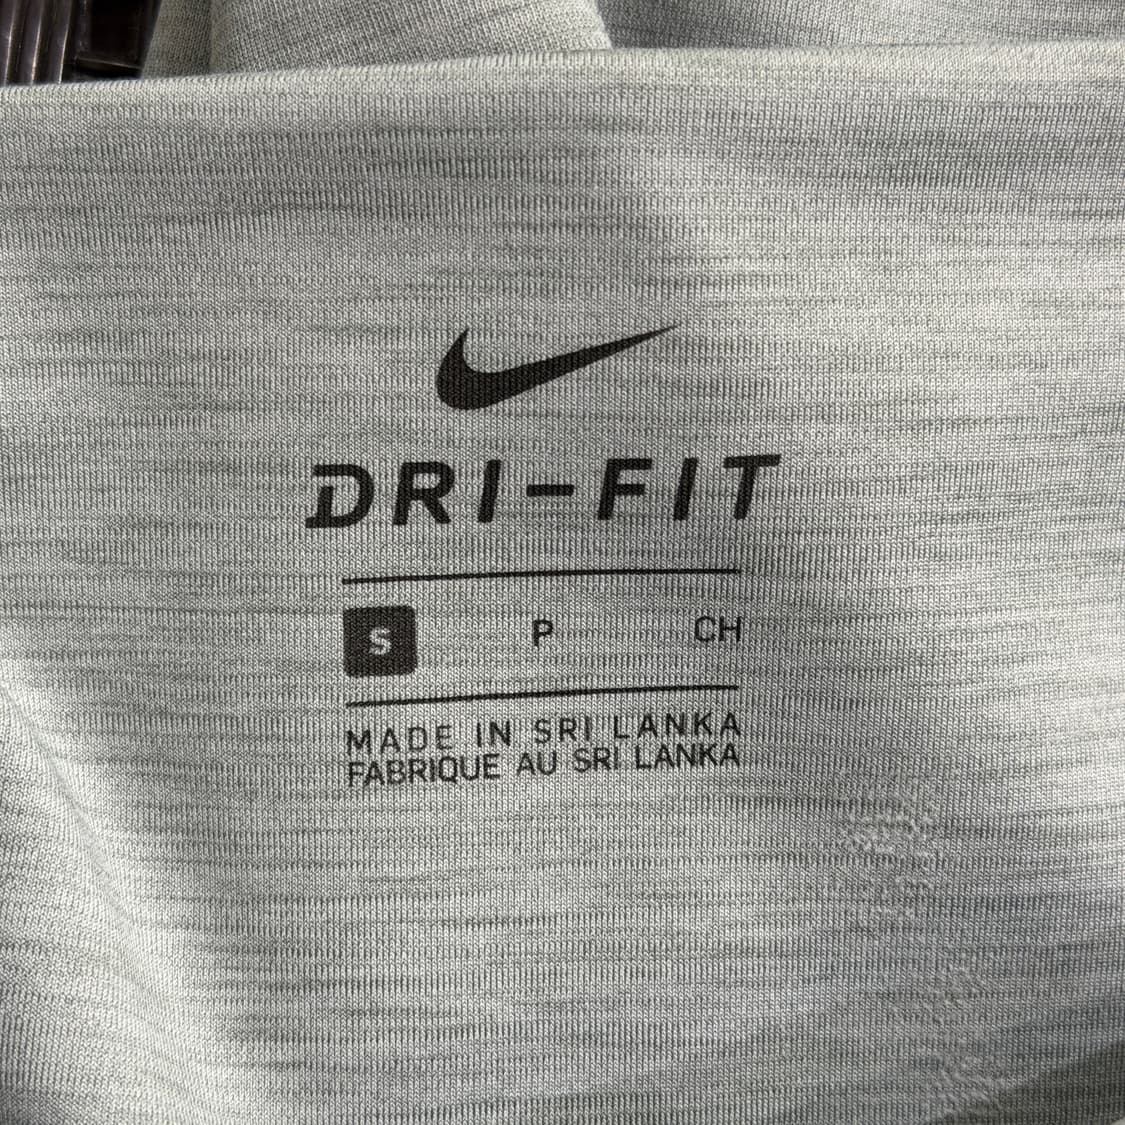 DRI-FIT
S P CH
MADE IN SRI LANKA
FABRIQUE AU SRI LANKA